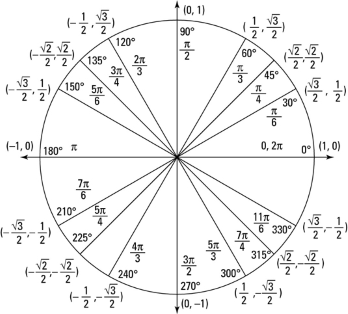 (0, 1)
(-1/2, √3/2)
(1/2, √3/2)
90°
π/2
120°
2π/3
60°
π/3
(-√2/2, √2/2)
(√2/2, √2/2)
135°
3π/4
45°
π/4
(-√3/2, 1/2)
(√3/2, 1/2)
150°
5π/6
30°
π/6
(-1, 0)
180°
π
0, 2π
0°
(1, 0)
7π/6
210°
11π/6
330°
(-√3/2, -1/2)
(√3/2, -1/2)
5π/4
225°
7π/4
315°
(-√2/2, -√2/2)
(√2/2, -√2/2)
4π/3
240°
3π/2
5π/3
300°
270°
(-1/2, -√3/2)
(1/2, -√3/2)
(0, -1)